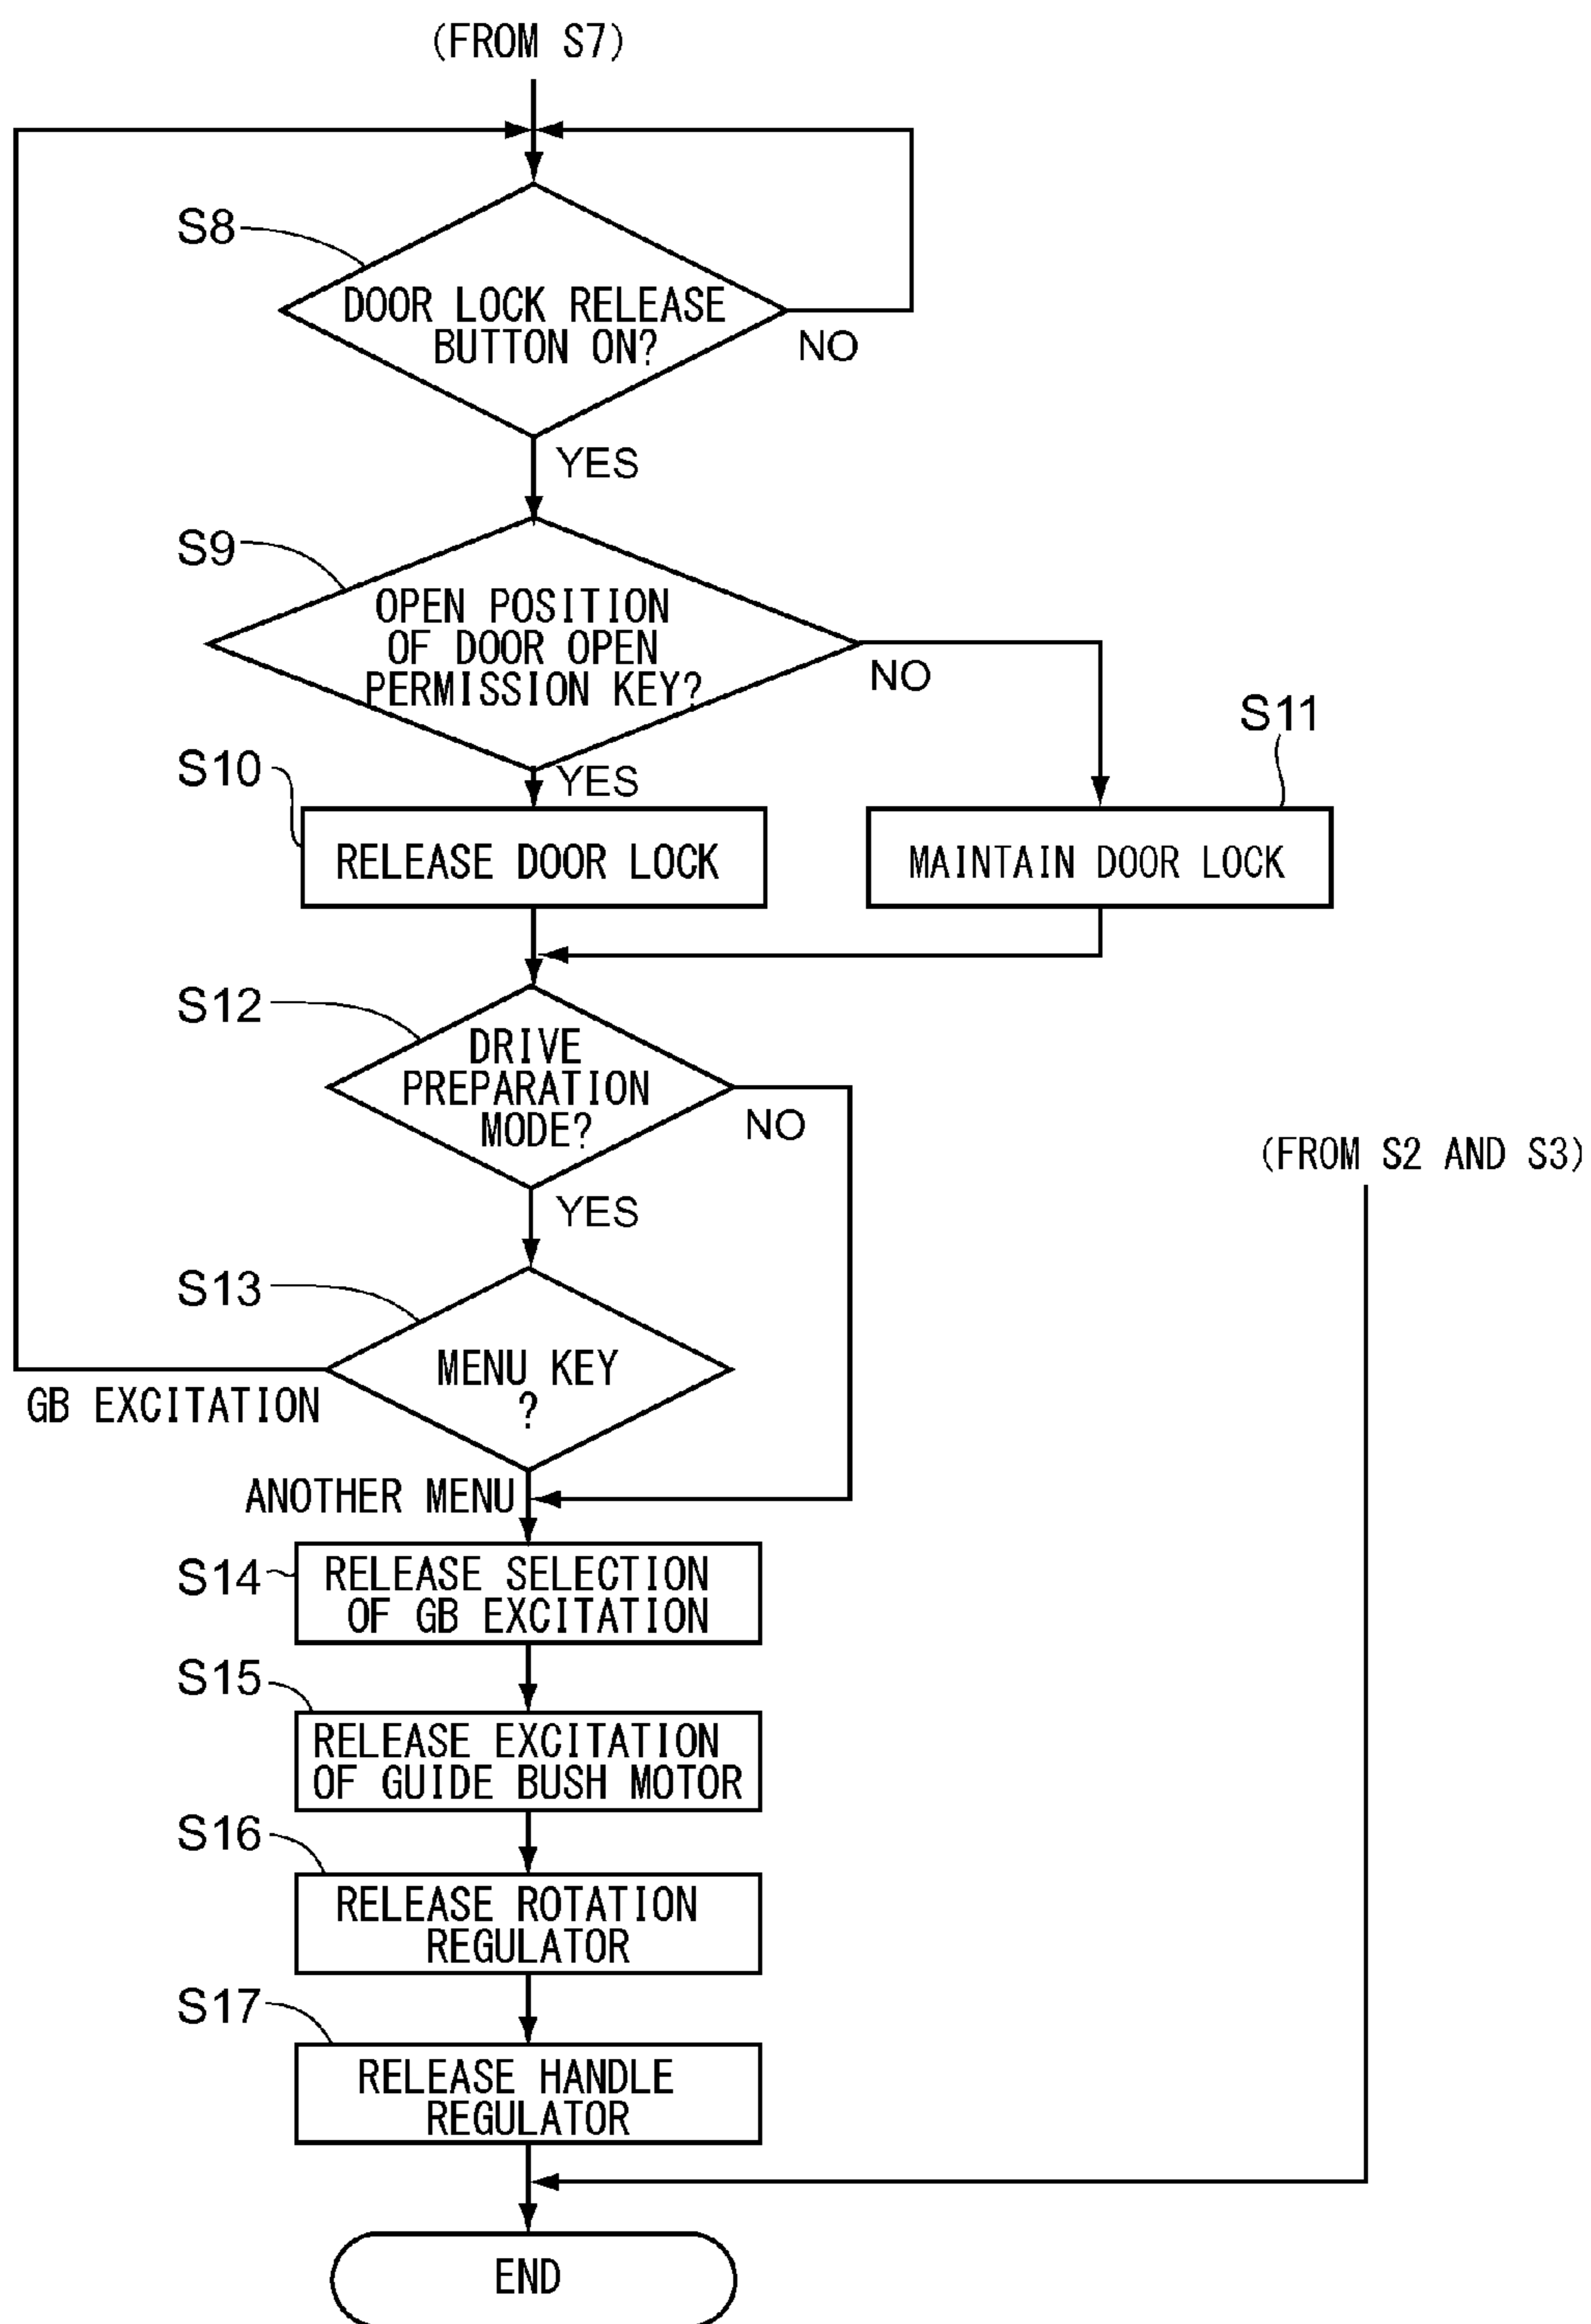 (FROM S7)
S8
DOOR LOCK RELEASE
BUTTON ON?
NO
YES
S9
OPEN POSITION
OF DOOR OPEN
PERMISSION KEY?
NO
S11
S10
YES
RELEASE DOOR LOCK
MAINTAIN DOOR LOCK
S12
DRIVE
PREPARATION
MODE?
NO
(FROM S2 AND S3)
YES
S13
MENU KEY
?
GB EXCITATION
ANOTHER MENU
S14
RELEASE SELECTION
OF GB EXCITATION
S15
RELEASE EXCITATION
OF GUIDE BUSH MOTOR
S16
RELEASE ROTATION
REGULATOR
S17
RELEASE HANDLE
REGULATOR
END